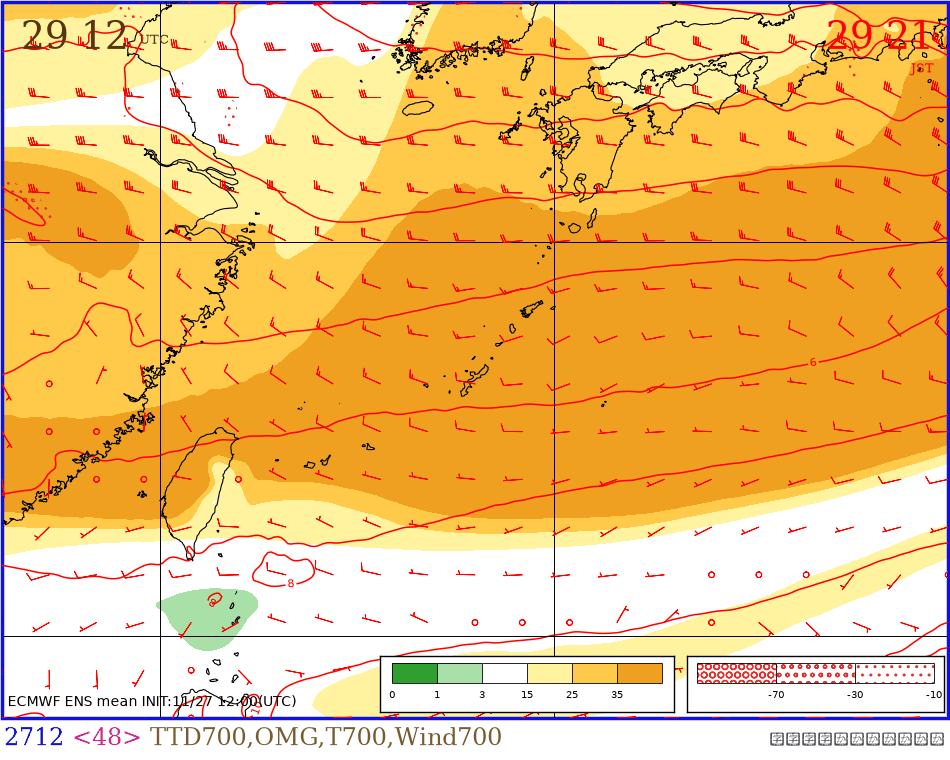 29 12 UTC
29 21 JST
6
8
0 1 3 15 25 35
-70 -30 -10
ECMWF ENS mean INIT:11/27 12:00(UTC)
2712 <48> TTD700,OMG,T700,Wind700